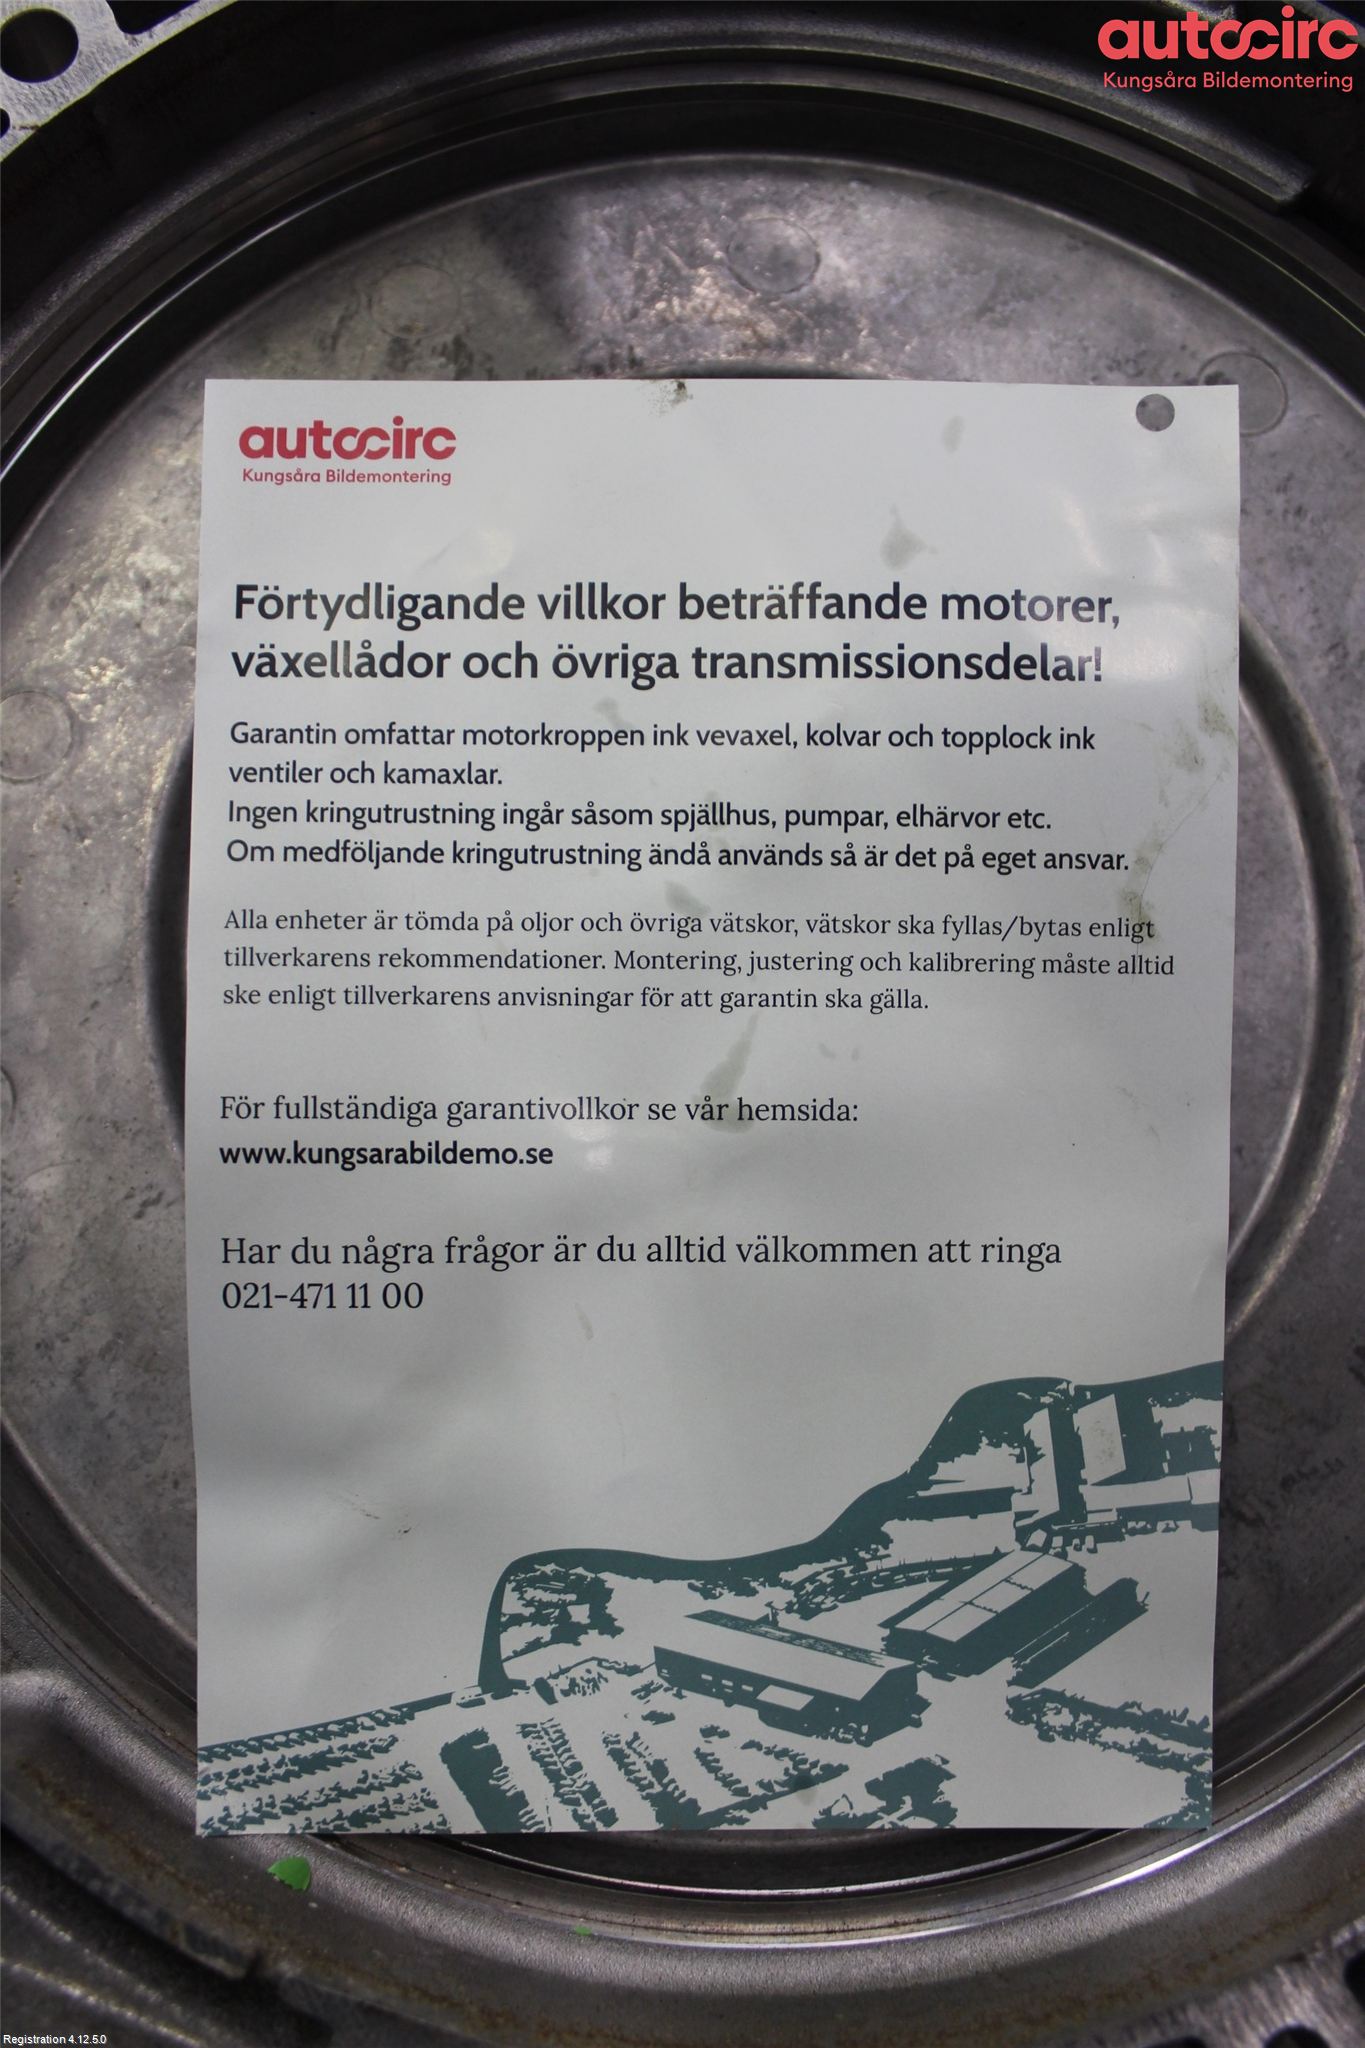 autocirc
Kungsåra Bildemontering
autocirc
Kungsåra Bildemontering
Förtydligande villkor beträffande motorer,
växellådor och övriga transmissionsdelar!
Garantin omfattar motorkroppen ink vevaxel, kolvar och topplock ink
ventiler och kamaxlar.
Ingen kringutrustning ingår såsom spjällhus, pumpar, elhärvor etc.
Om medföljande kringutrustning ändå används så är det på eget ansvar.
Alla enheter är tömda på oljor och övriga vätskor, vätskor ska fyllas/bytas enligt
tillverkarens rekommendationer. Montering, justering och kalibrering måste alltid
ske enligt tillverkarens anvisningar för att garantin ska gälla.
För fullständiga garantivollkor se vår hemsida:
www.kungsarabildemo.se
Har du några frågor är du alltid välkommen att ringa
021-471 11 00
Registration 4.12.5.0